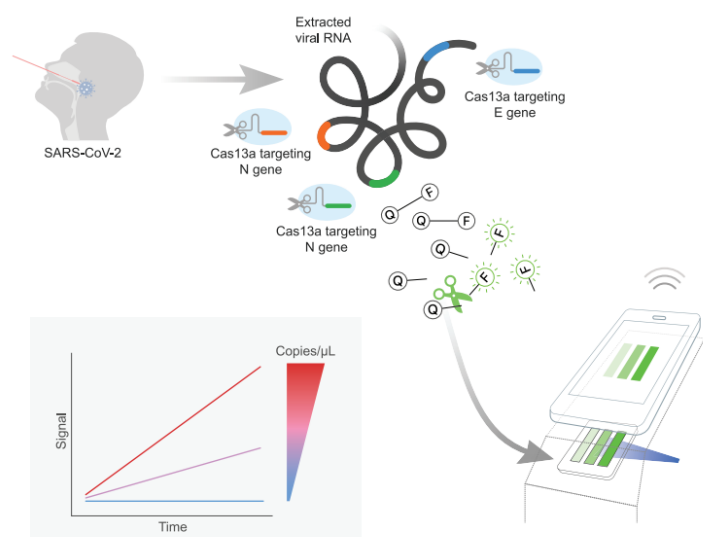 Extracted
viral RNA
Cas13a targeting
E gene
SARS-CoV-2
Cas13a targeting
N gene
Cas13a targeting
N gene
Q F
Q F
Q
F
Q
F
F
Q
Copies/µL
Signal
Time